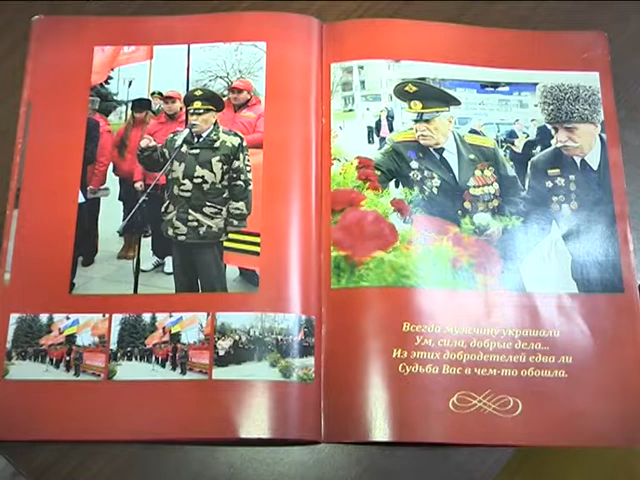 Всегда мужчину украшали
Ум, сила, добрые дела...
Из этих добродетелей едва ли
Судьба Вас в чем-то обошла.